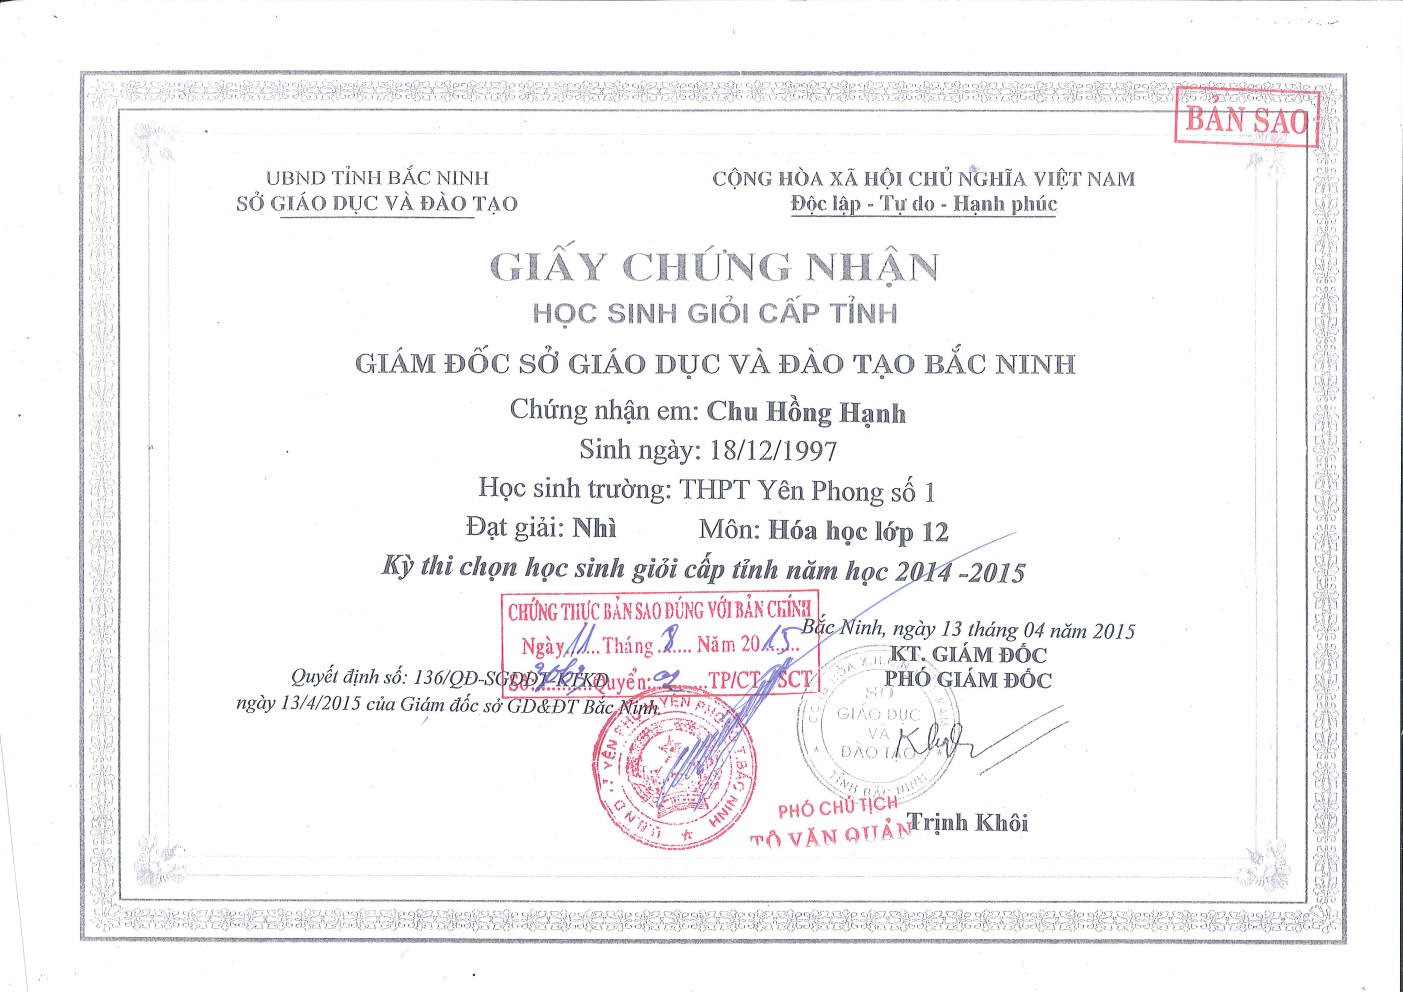 BẢN SAO
UBND TỈNH BẮC NINH
SỞ GIÁO DỤC VÀ ĐÀO TẠO
CỘNG HÒA XÃ HỘI CHỦ NGHĨA VIỆT NAM
Độc lập - Tự do - Hạnh phúc
GIẤY CHỨNG NHẬN
HỌC SINH GIỎI CẤP TỈNH
GIÁM ĐỐC SỞ GIÁO DỤC VÀ ĐÀO TẠO BẮC NINH
Chứng nhận em: Chu Hồng Hạnh
Sinh ngày: 18/12/1997
Học sinh trường: THPT Yên Phong số 1
Đạt giải: Nhì Môn: Hóa học lớp 12
Kỳ thi chọn học sinh giỏi cấp tỉnh năm học 2014 -2015
CHỨNG THỰC BẢN SAO ĐÚNG VỚI BẢN CHÍNH
Ngày 11 Tháng 8 Năm 2015
Số: Quyển: 2 TP/CT SCT
Quyết định số: 136/QĐ-SGDĐT-KTKĐ
ngày 13/4/2015 của Giám đốc sở GD&ĐT Bắc Ninh.
Bắc Ninh, ngày 13 tháng 04 năm 2015
KT. GIÁM ĐỐC
PHÓ GIÁM ĐỐC
SỞ
GIÁO DỤC
VÀ
ĐÀO TẠO
TỈNH BẮC NINH
PHÓ CHỦ TỊCH
TÔ VĂN QUẢN
Trịnh Khôi